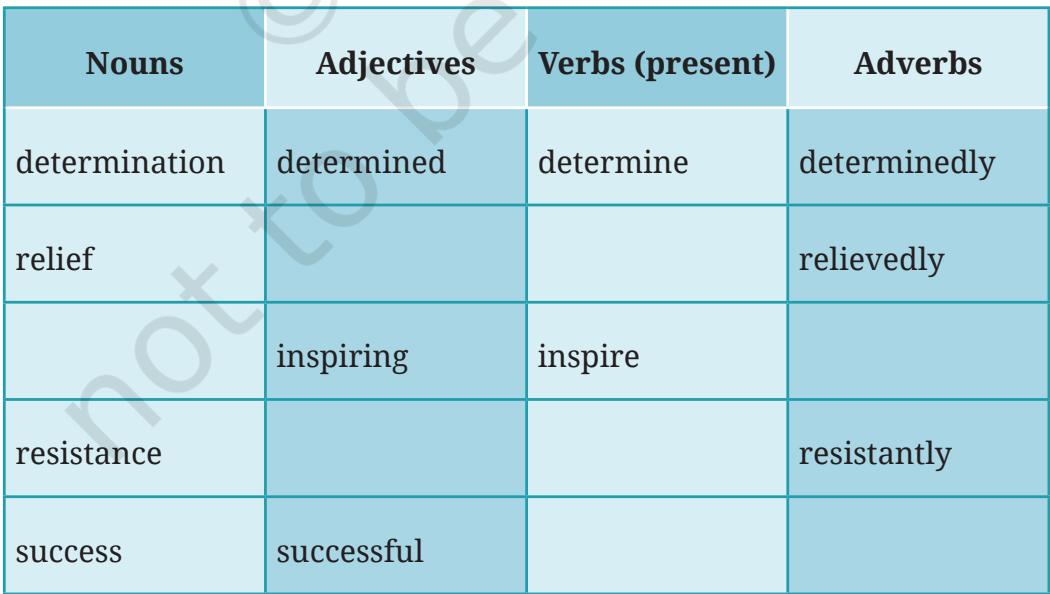 Nouns Adjectives Verbs (present) Adverbs
determination determined determine determinedly
relief relievedly
inspiring inspire
resistance resistantly
success successful
©
not to be